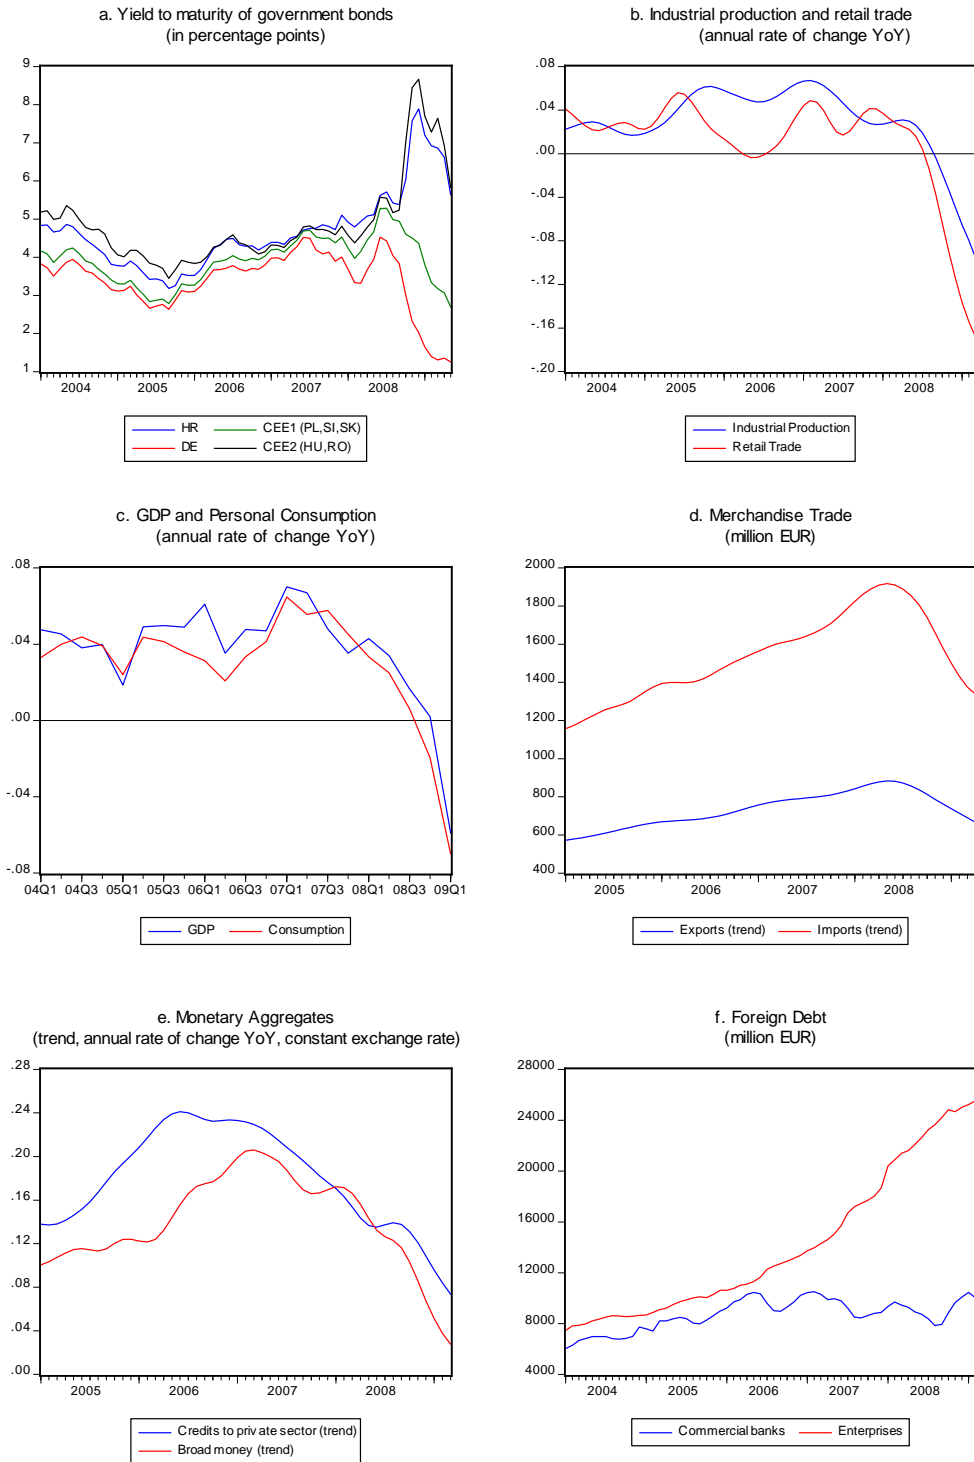 a. Yield to maturity of government bonds
(in percentage points)
9
8
7
6
5
4
3
2
1
2004 2005 2006 2007 2008
HR CEE1 (PL,SI,SK)
DE CEE2 (HU,RO)
b. Industrial production and retail trade
(annual rate of change YoY)
.08
.04
.00
-.04
-.08
-.12
-.16
-.20
2004 2005 2006 2007 2008
Industrial Production
Retail Trade
c. GDP and Personal Consumption
(annual rate of change YoY)
.08
.04
.00
-.04
-.08
04Q1 04Q3 05Q1 05Q3 06Q1 06Q3 07Q1 07Q3 08Q1 08Q3 09Q1
GDP Consumption
d. Merchandise Trade
(million EUR)
2000
1800
1600
1400
1200
1000
800
600
400
2005 2006 2007 2008
Exports (trend) Imports (trend)
e. Monetary Aggregates
(trend, annual rate of change YoY, constant exchange rate)
.28
.24
.20
.16
.12
.08
.04
.00
2005 2006 2007 2008
Credits to private sector (trend)
Broad money (trend)
f. Foreign Debt
(million EUR)
28000
24000
20000
16000
12000
8000
4000
2004 2005 2006 2007 2008
Commercial banks Enterprises